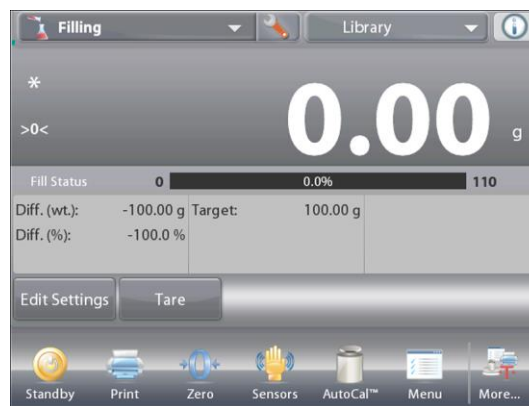 Filling Library
*
>0<
0.00 g
Fill Status 0 0.0% 110
Diff. (wt.): -100.00 g Target: 100.00 g
Diff. (%): -100.0 %
Edit Settings Tare
Standby Print Zero Sensors AutoCal™ Menu More...